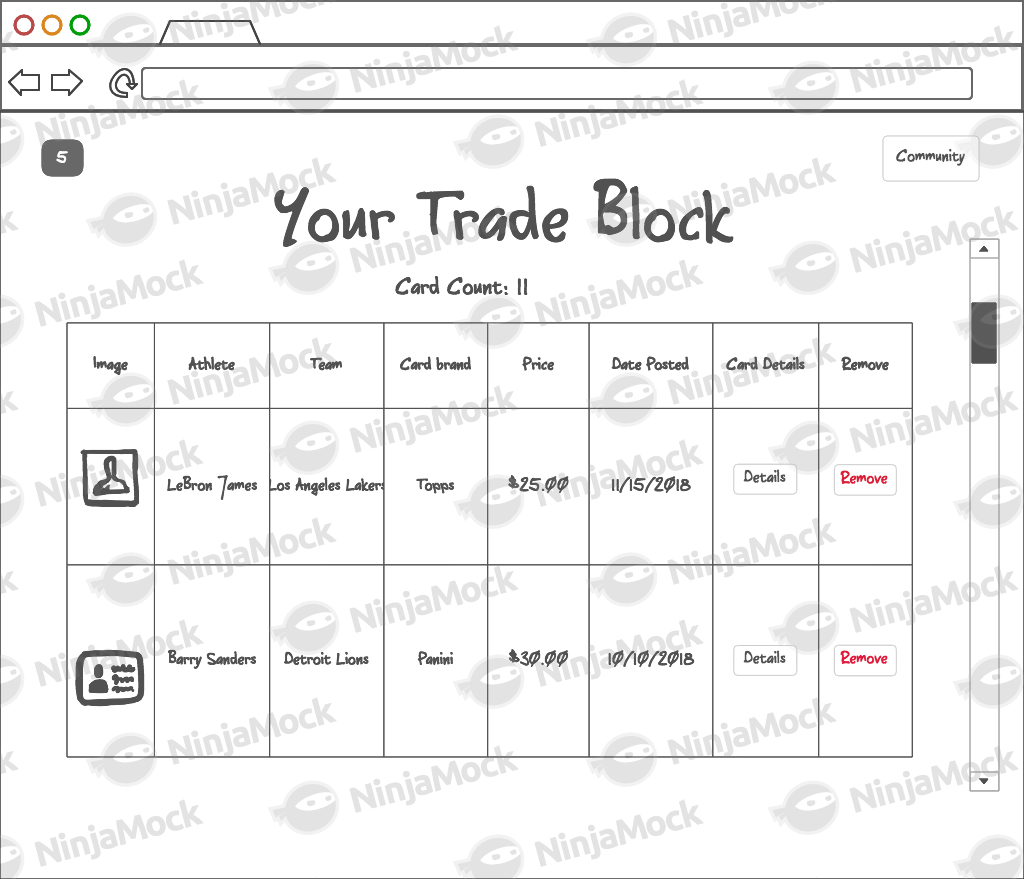 5
Community
Your Trade Block
Card Count: 11
Image Athlete Team Card brand Price Date Posted Card Details Remove
LeBron James Los Angeles Lakers Topps $25.00 11/15/2018 Details Remove
Barry Sanders Detroit Lions Panini $30.00 10/10/2018 Details Remove
NinjaMock